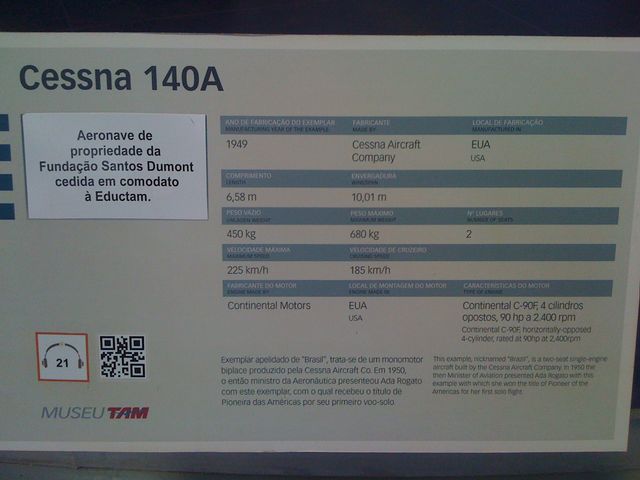 Cessna 140A
Aeronave de
propriedade da
Fundação Santos Dumont
cedida em comodato
à Eductam.
ANO DE FABRICAÇÃO DO EXEMPLAR
MANUFACTURING YEAR OF THE EXAMPLE
1949
FABRICANTE
MADE BY
Cessna Aircraft
Company
LOCAL DE FABRICAÇÃO
MANUFACTURED IN
EUA
USA
COMPRIMENTO
LENGTH
6,58 m
ENVERGADURA
WINGSPAN
10,01 m
PESO VAZIO
UNLADEN WEIGHT
450 kg
PESO MÁXIMO
MAXIMUM WEIGHT
680 kg
Nº LUGARES
NUMBER OF SEATS
2
VELOCIDADE MÁXIMA
MAXIMUM SPEED
225 km/h
VELOCIDADE DE CRUZEIRO
CRUISING SPEED
185 km/h
FABRICANTE DO MOTOR
ENGINE MADE BY
Continental Motors
LOCAL DE MONTAGEM DO MOTOR
ENGINE MADE IN
EUA
USA
CARACTERÍSTICAS DO MOTOR
TYPE OF ENGINE
Continental C-90F, 4 cilindros
opostos, 90 hp a 2.400 rpm
Continental C-90F, horizontally-opposed
4-cylinder, rated at 90hp at 2,400rpm
21
MUSEU TAM
Exemplar apelidado de "Brasil", trata-se de um monomotor
biplace produzido pela Cessna Aircraft Co. Em 1950,
o então ministro da Aeronáutica presenteou Ada Rogato
com este exemplar, com o qual recebeu o título de
Pioneira das Américas por seu primeiro voo-solo.
This example, nicknamed "Brasil", is a two-seat single-engine
aircraft built by the Cessna Aircraft Company. In 1950 the
then Minister of Aviation presented Ada Rogato with this
example with which she won the title of Pioneer of the
Americas for her first solo flight.